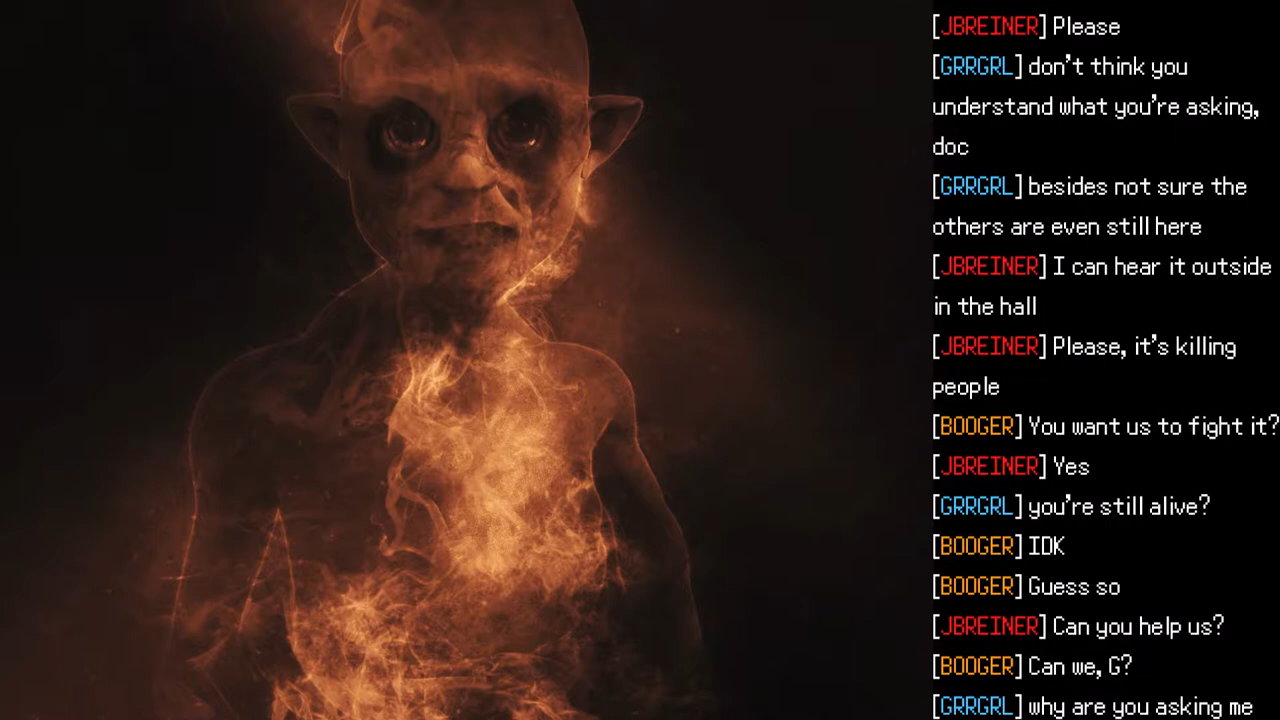 [JBREINER] Please
[GRRGRL] don't think you
understand what you're asking,
doc
[GRRGRL] besides not sure the
others are even still here
[JBREINER] I can hear it outside
in the hall
[JBREINER] Please, it's killing
people
[BOOGER] You want us to fight it?
[JBREINER] Yes
[GRRGRL] you're still alive?
[BOOGER] IDK
[BOOGER] Guess so
[JBREINER] Can you help us?
[BOOGER] Can we, G?
[GRRGRL] why are you asking me